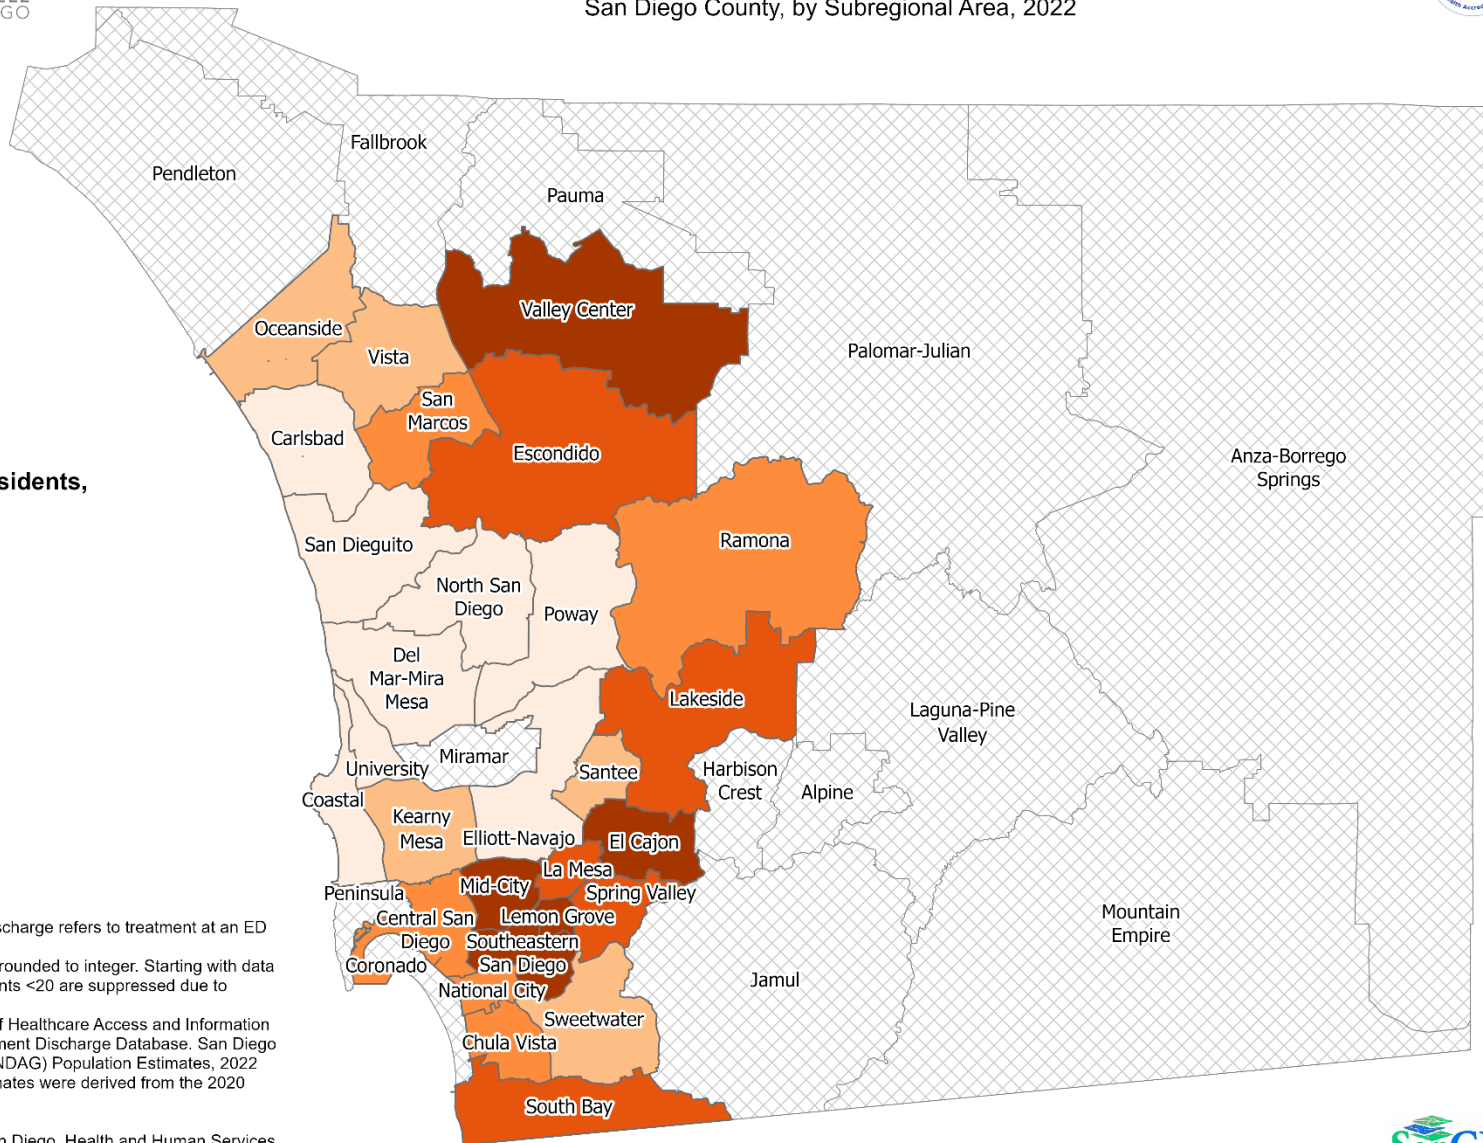 GO
San Diego County, by Subregional Area, 2022
Fallbrook
Pendleton
Pauma
Valley Center
Oceanside
Vista
Palomar-Julian
San
Marcos
Carlsbad
Escondido
Anza-Borrego
Springs
sidents,
San Dieguito
Ramona
North San
Diego
Poway
Del
Mar-Mira
Mesa
Lakeside
Laguna-Pine
Valley
Miramar
University
Santee
Harbison
Crest
Alpine
Coastal
Kearny
Mesa
Elliott-Navajo
El Cajon
La Mesa
Mid-City
Peninsula
Spring Valley
Central San
Diego
Lemon Grove
Mountain
Empire
Southeastern
San Diego
Coronado
National City
Jamul
Sweetwater
Chula Vista
South Bay
scharge refers to treatment at an ED
rounded to integer. Starting with data
nts <20 are suppressed due to
f Healthcare Access and Information
ment Discharge Database. San Diego
NDAG) Population Estimates, 2022
mates were derived from the 2020
n Diego, Health and Human Services